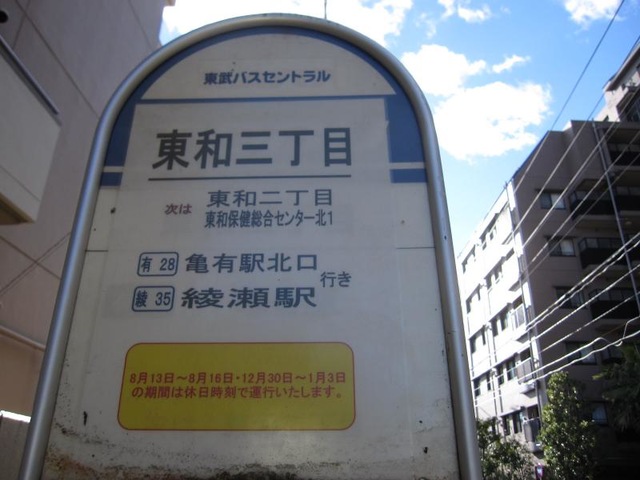 東武バスセントラル
東和三丁目
次は 東和二丁目
東和保健総合センター北1
有28 亀有駅北口
行き
綾35 綾瀬駅
8月13日～8月16日・12月30日～1月3日
の期間は休日時刻で運行いたします。